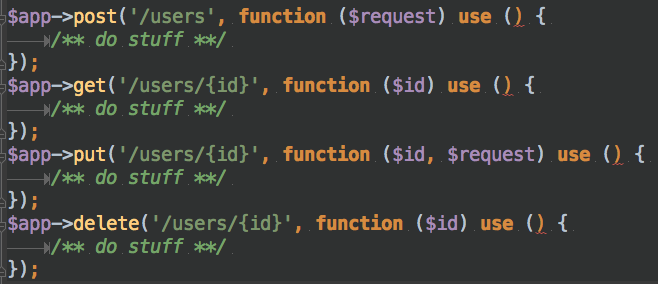 $app->post('/users', function ($request) use () {
    /** do stuff **/
});
$app->get('/users/{id}', function ($id) use () {
    /** do stuff **/
});
$app->put('/users/{id}', function ($id, $request) use () {
    /** do stuff **/
});
$app->delete('/users/{id}', function ($id) use () {
    /** do stuff **/
});